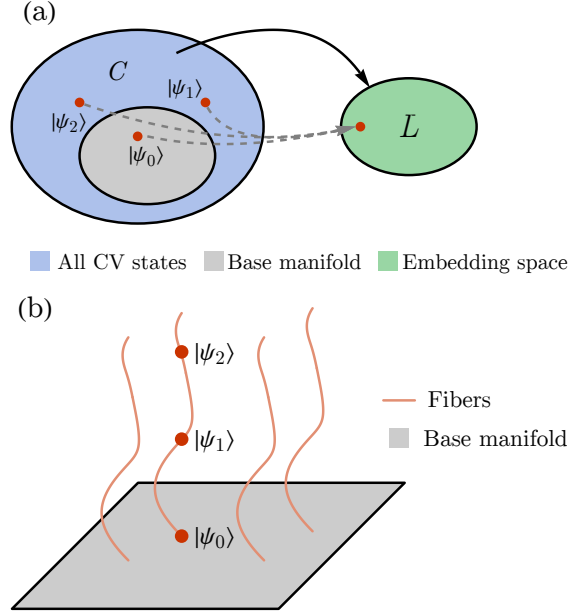 (a)
C
|ψ₁⟩
|ψ₂⟩
|ψ₀⟩
L
All CV states
Base manifold
Embedding space
(b)
|ψ₂⟩
|ψ₁⟩
|ψ₀⟩
Fibers
Base manifold